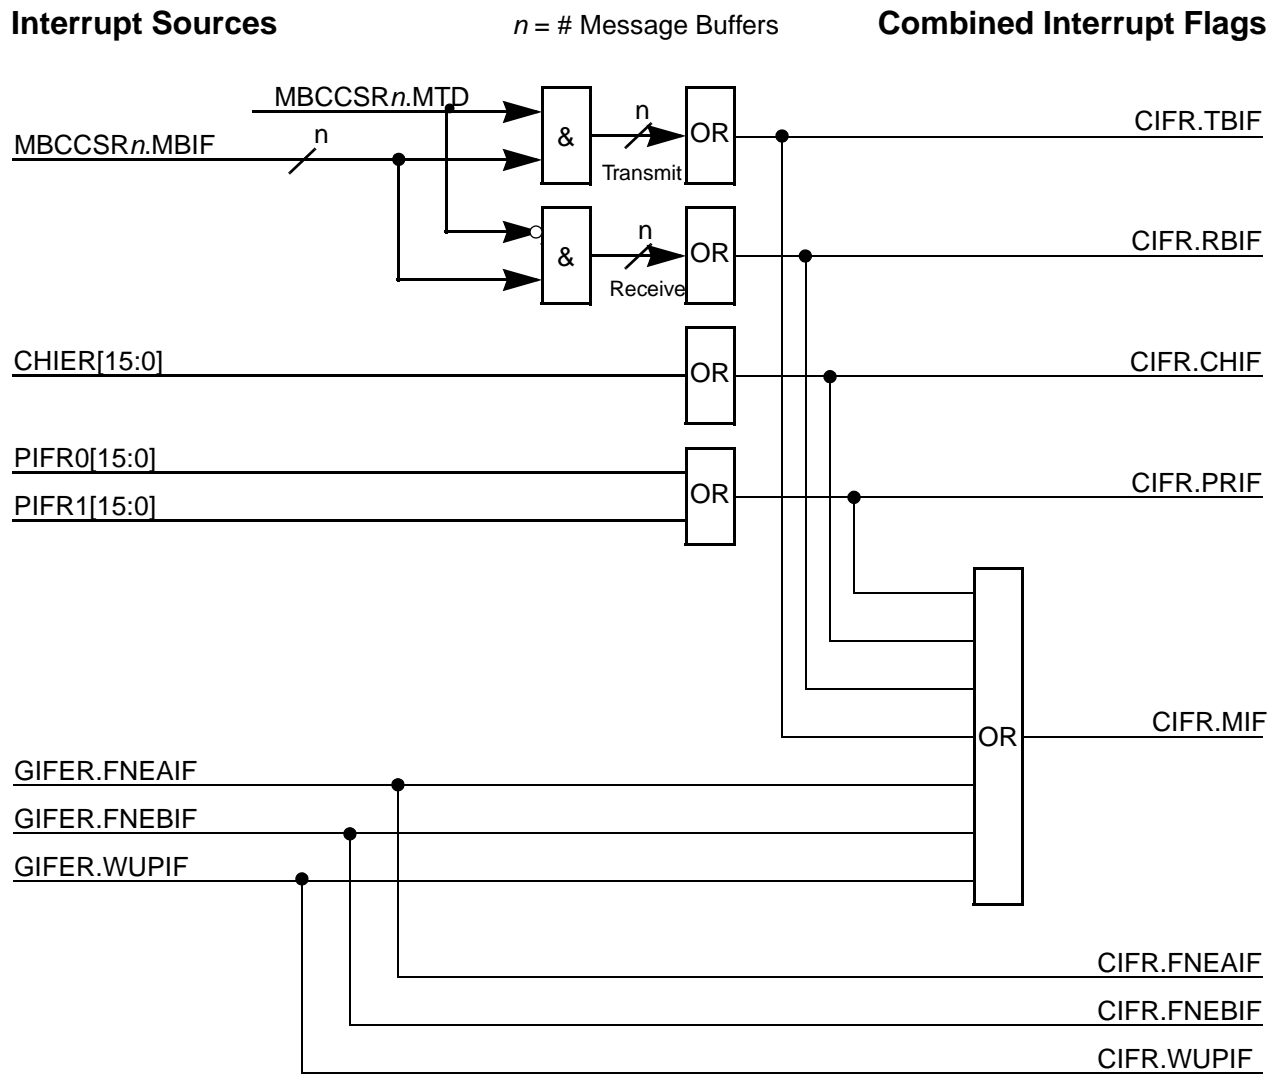 Interrupt Sources
n = # Message Buffers
Combined Interrupt Flags
MBCCSRn.MTD
n
CIFR.TBIF
MBCCSRn.MBIF
n
&
OR
Transmit
n
CIFR.RBIF
&
OR
Receive
CHIER[15:0]
OR
CIFR.CHIF
PIFR0[15:0]
OR
CIFR.PRIF
PIFR1[15:0]
OR
CIFR.MIF
GIFER.FNEAIF
GIFER.FNEBIF
GIFER.WUPIF
CIFR.FNEAIF
CIFR.FNEBIF
CIFR.WUPIF